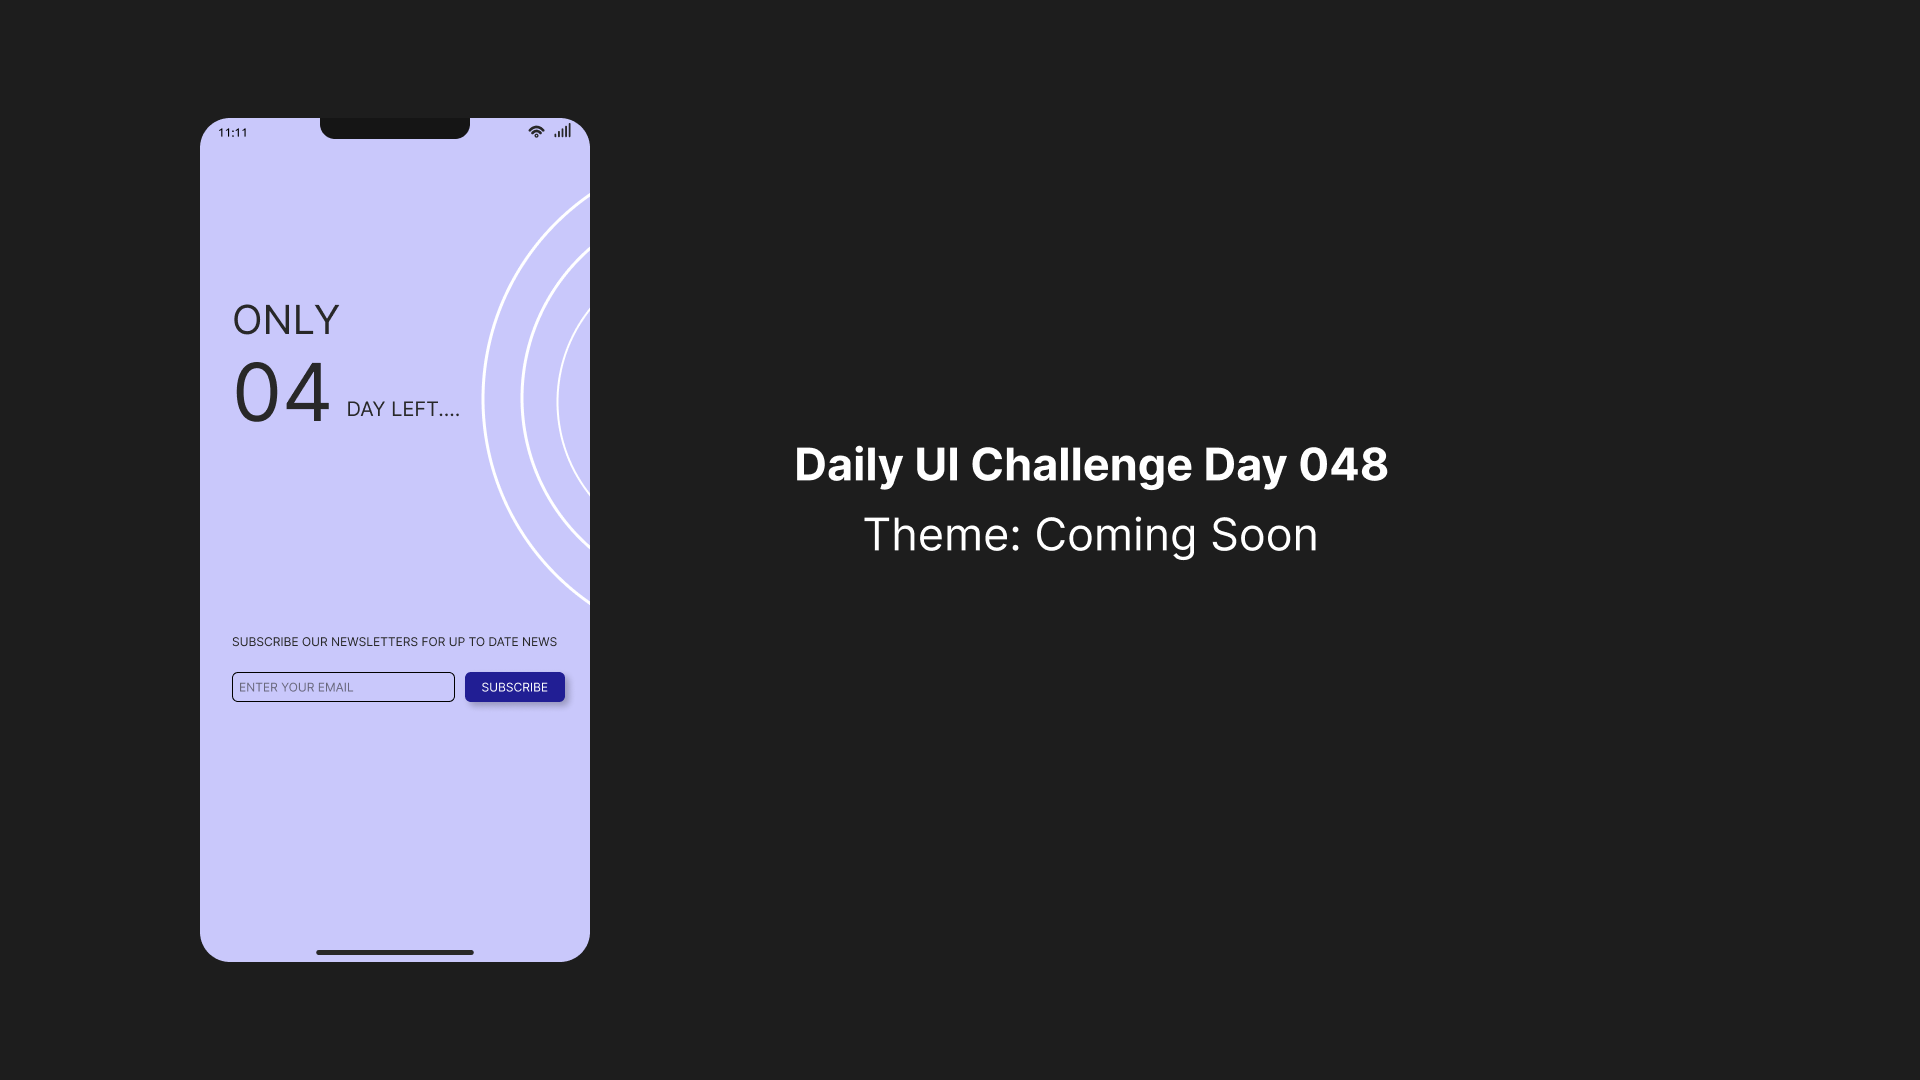 11:11
ONLY
04 DAY LEFT....
SUBSCRIBE OUR NEWSLETTERS FOR UP TO DATE NEWS
ENTER YOUR EMAIL
SUBSCRIBE
Daily UI Challenge Day 048
Theme: Coming Soon